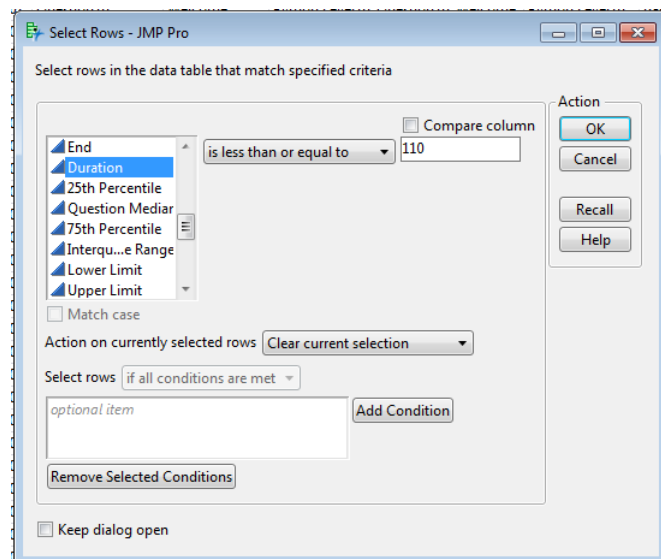 Select Rows - JMP Pro
Select rows in the data table that match specified criteria
Action
Compare column
OK
End
is less than or equal to
110
Duration
Cancel
25th Percentile
Question Median
75th Percentile
Recall
Interqu...e Range
Help
Lower Limit
Upper Limit
Match case
Action on currently selected rows Clear current selection
Select rows if all conditions are met
optional item
Add Condition
Remove Selected Conditions
Keep dialog open